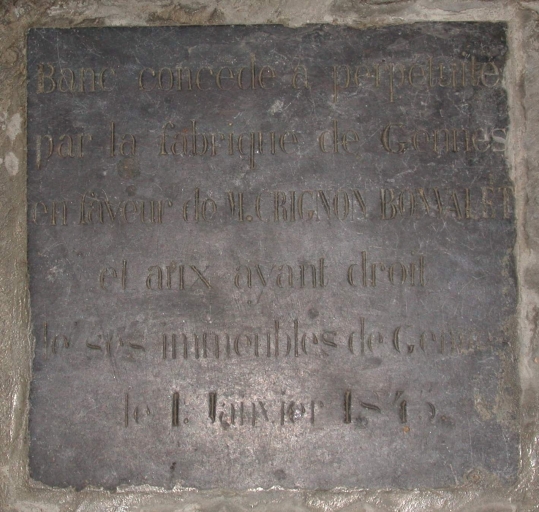 Banc concédé à perpétuité
par la fabrique de Gennes
en faveur de M. CRIGNON BONVALET
et aux ayant droit
de ses immeubles de Gennes
le 1. Janvier